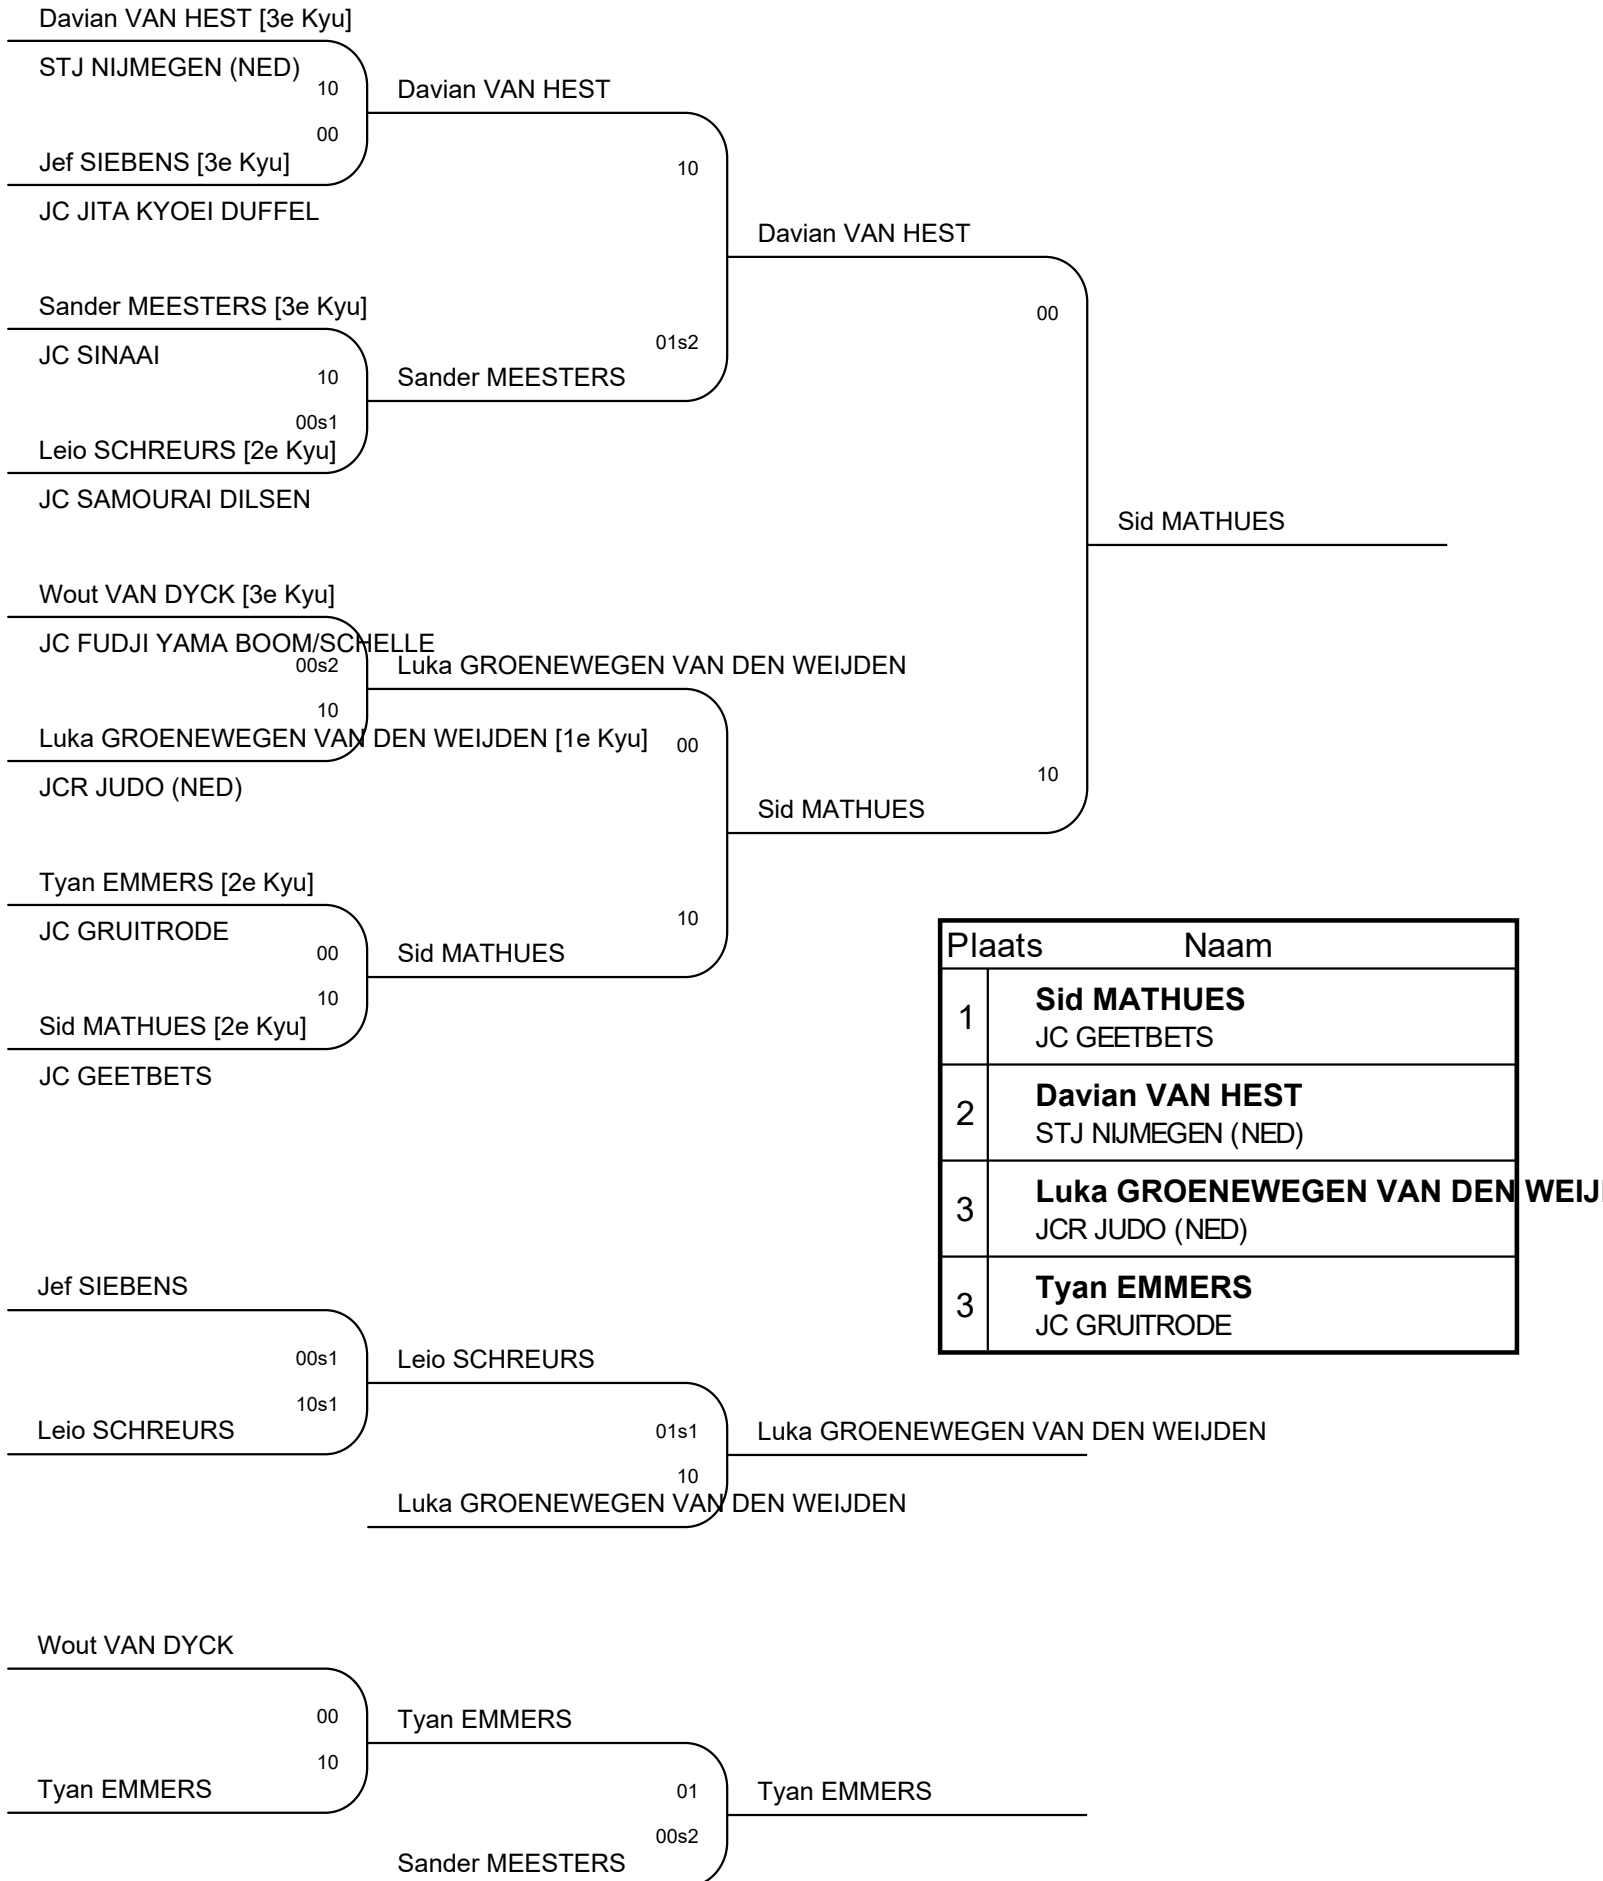 Davian VAN HEST [3e Kyu]
STJ NIJMEGEN (NED)
10
Davian VAN HEST
00
Jef SIEBENS [3e Kyu]
10
JC JITA KYOEI DUFFEL
Davian VAN HEST
Sander MEESTERS [3e Kyu]
00
01s2
JC SINAAI
10
Sander MEESTERS
00s1
Leio SCHREURS [2e Kyu]
JC SAMOURAI DILSEN
Sid MATHUES
Wout VAN DYCK [3e Kyu]
JC FUDJI YAMA BOOM/SCHELLE
00s2
Luka GROENEWEGEN VAN DEN WEIJDEN
10
Luka GROENEWEGEN VAN DEN WEIJDEN [1e Kyu]
00
10
JCR JUDO (NED)
Sid MATHUES
Tyan EMMERS [2e Kyu]
10
JC GRUITRODE
00
Sid MATHUES
10
Sid MATHUES [2e Kyu]
JC GEETBETS
Plaats Naam
1 Sid MATHUES
JC GEETBETS
2 Davian VAN HEST
STJ NIJMEGEN (NED)
3 Luka GROENEWEGEN VAN DEN WEIJ
JCR JUDO (NED)
3 Tyan EMMERS
JC GRUITRODE
Jef SIEBENS
00s1
Leio SCHREURS
10s1
Leio SCHREURS
01s1
Luka GROENEWEGEN VAN DEN WEIJDEN
10
Luka GROENEWEGEN VAN DEN WEIJDEN
Wout VAN DYCK
00
Tyan EMMERS
10
Tyan EMMERS
01
Tyan EMMERS
00s2
Sander MEESTERS